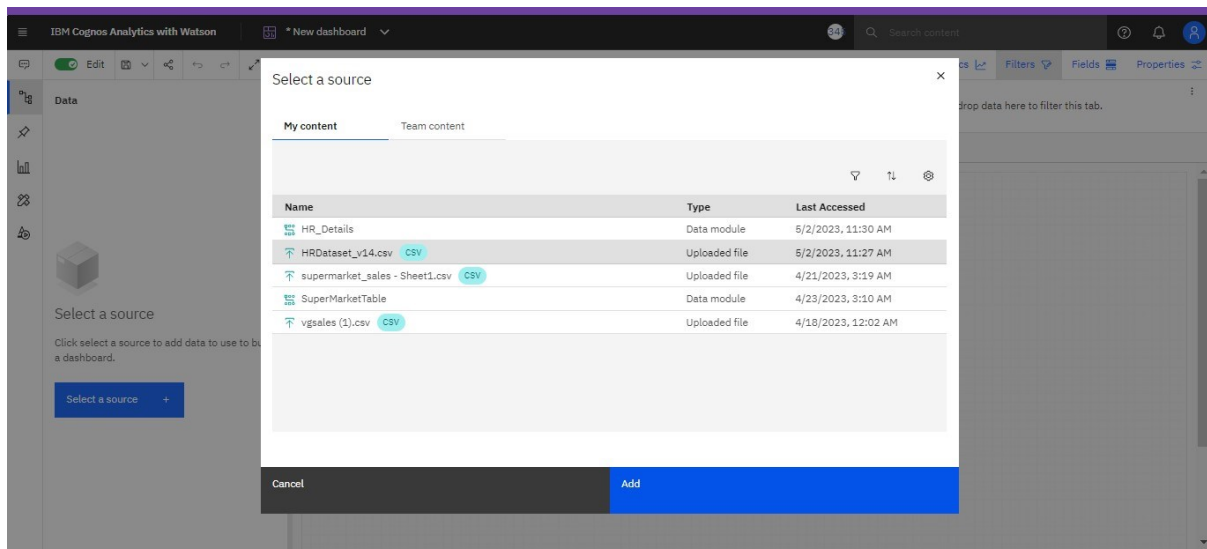 IBM Cognos Analytics with Watson
* New dashboard
34
Search content
Edit
cs
Filters
Fields
Properties
Data
drop data here to filter this tab.
Select a source
Click select a source to add data to use to bu
a dashboard.
Select a source +
Select a source
My content Team content
Name Type Last Accessed
HR_Details Data module 5/2/2023, 11:30 AM
HRDataset_v14.csv CSV Uploaded file 5/2/2023, 11:27 AM
supermarket_sales - Sheet1.csv CSV Uploaded file 4/21/2023, 3:19 AM
SuperMarketTable Data module 4/23/2023, 3:10 AM
vgsales (1).csv CSV Uploaded file 4/18/2023, 12:02 AM
Cancel Add